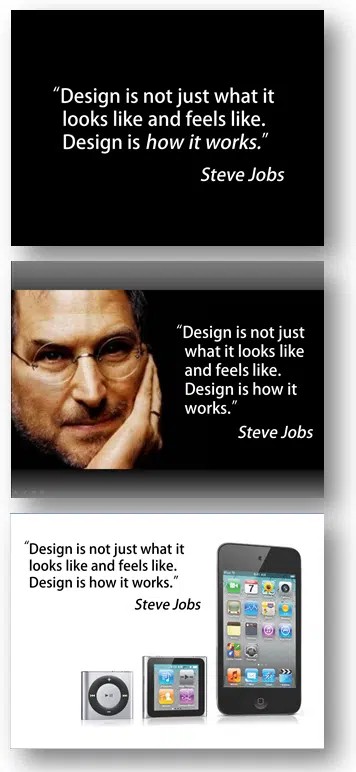 “Design is not just what it
looks like and feels like.
Design is how it works.”
Steve Jobs
“Design is not just
what it looks like
and feels like.
Design is how it
works.”
Steve Jobs
“Design is not just what it
looks like and feels like.
Design is how it works.”
Steve Jobs